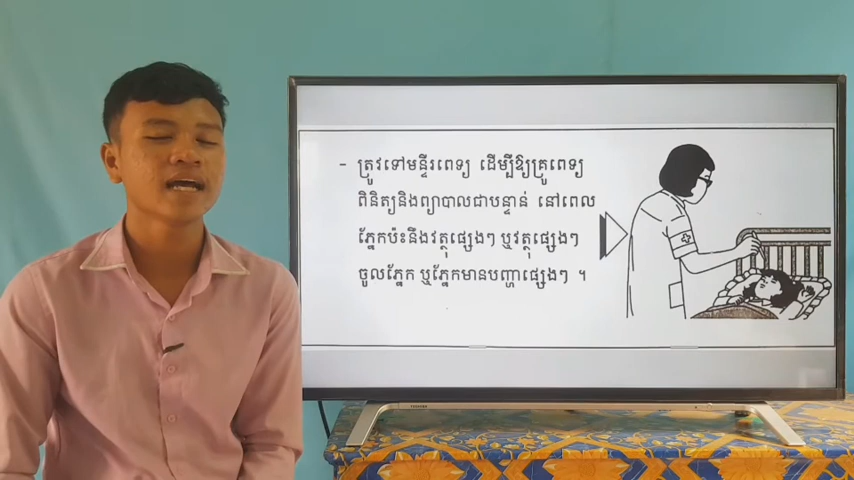 - ត្រូវទៅមន្ទីរពេទ្យ ដើម្បីឱ្យគ្រូពេទ្យ
ពិនិត្យនិងព្យាបាលជាបន្ទាន់ នៅពេល
ភ្នែកប៉ះនឹងវត្ថុផ្សេងៗ ឬវត្ថុផ្សេងៗ
ចូលភ្នែក ឬភ្នែកមានបញ្ហាផ្សេងៗ ។
TOSHIBA